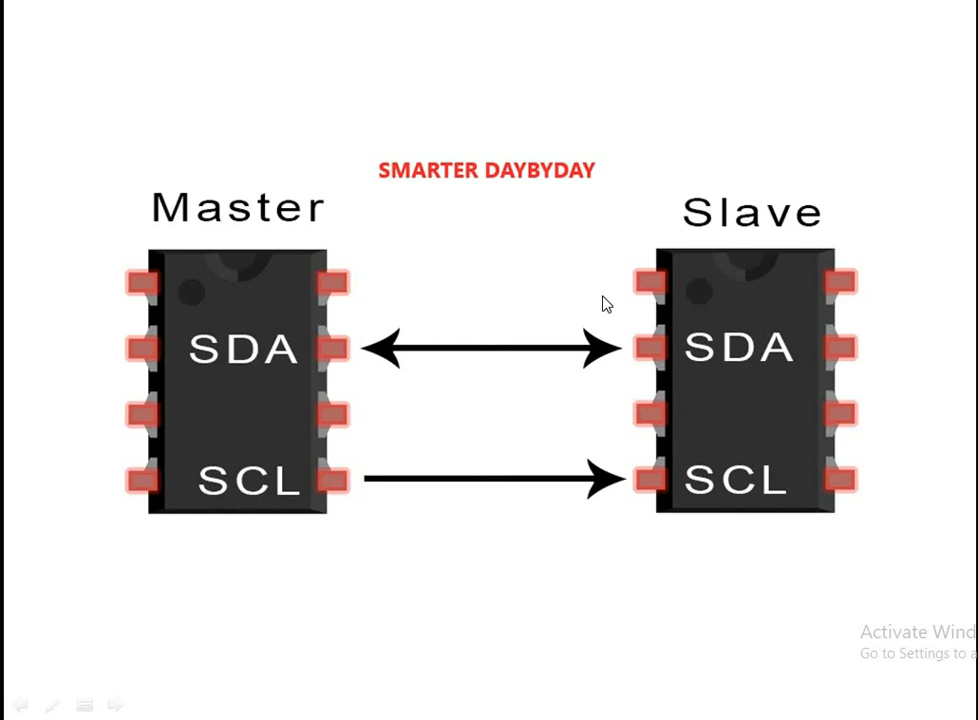 SMARTER DAYBYDAY
Master
Slave
SDA
SDA
SCL
SCL
Activate Wind
Go to Settings to a